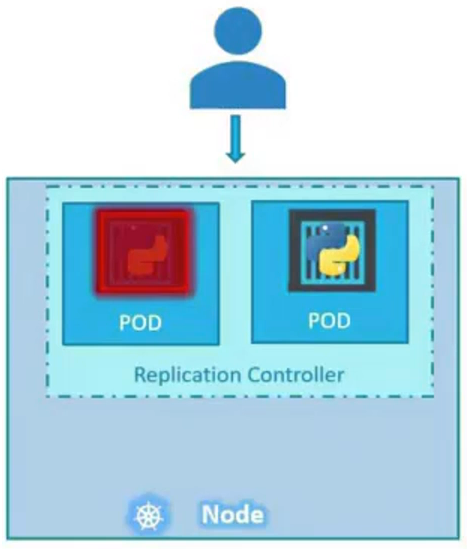 POD
POD
Replication Controller
Node